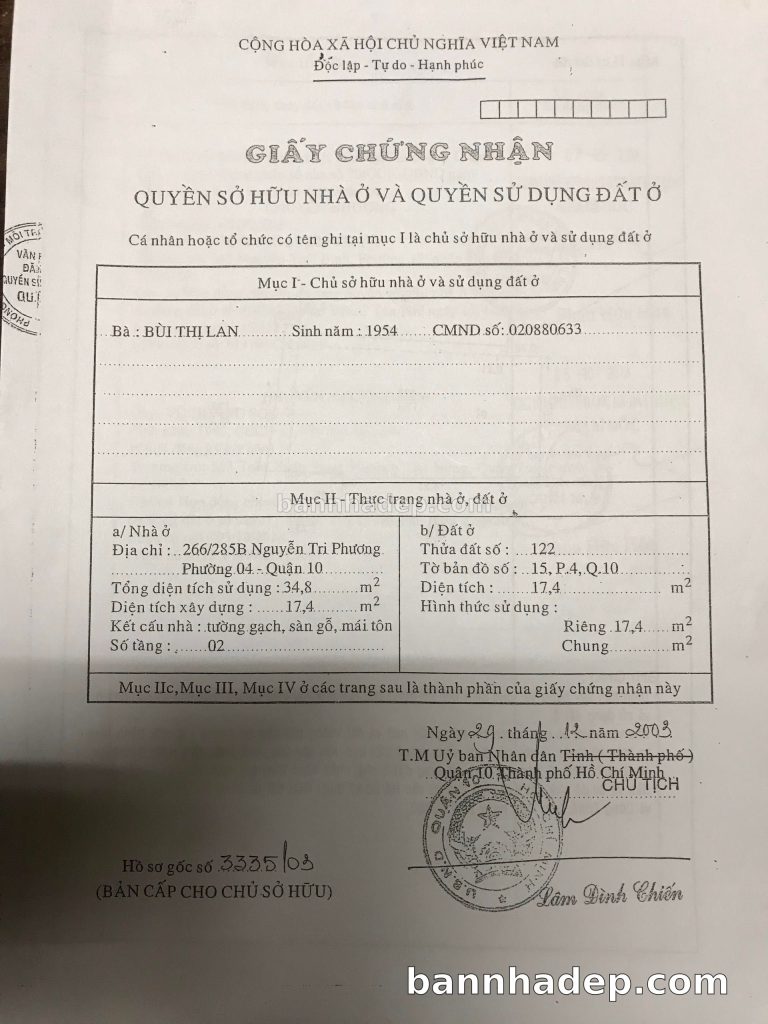 CỘNG HÒA XÃ HỘI CHỦ NGHĨA VIỆT NAM
Độc lập - Tự do - Hạnh phúc
GIẤY CHỨNG NHẬN
QUYỀN SỞ HỮU NHÀ Ở VÀ QUYỀN SỬ DỤNG ĐẤT Ở
Cá nhân hoặc tổ chức có tên ghi tại mục I là chủ sở hữu nhà ở và sử dụng đất ở
Mục I - Chủ sở hữu nhà ở và sử dụng đất ở
Bà : BÙI THỊ LAN Sinh năm : 1954 CMND số: 020880633
Mục II - Thực trạng nhà ở, đất ở
bannhadep.com
a/ Nhà ở
Địa chỉ : 266/285B Nguyễn Tri Phương
Phường 04 - Quận 10
Tổng diện tích sử dụng : 34,8 m2
Diện tích xây dựng : 17,4 m2
Kết cấu nhà : tường gạch, sàn gỗ, mái tôn
Số tầng : 02
b/ Đất ở
Thửa đất số : 122
Tờ bản đồ số : 15, P.4, Q.10
Diện tích : 17,4 m2
Hình thức sử dụng :
Riêng 17,4 m2
Chung m2
Mục IIc, Mục III, Mục IV ở các trang sau là thành phần của giấy chứng nhận này
Ngày 29 tháng 12 năm 2003
T.M Uỷ ban Nhân dân Tỉnh ( Thành phố )
Quận 10 Thành phố Hồ Chí Minh
CHỦ TỊCH
Hồ sơ gốc số 3335/03
(BẢN CẤP CHO CHỦ SỞ HỮU)
Lâm Đình Chiến
bannhadep.com